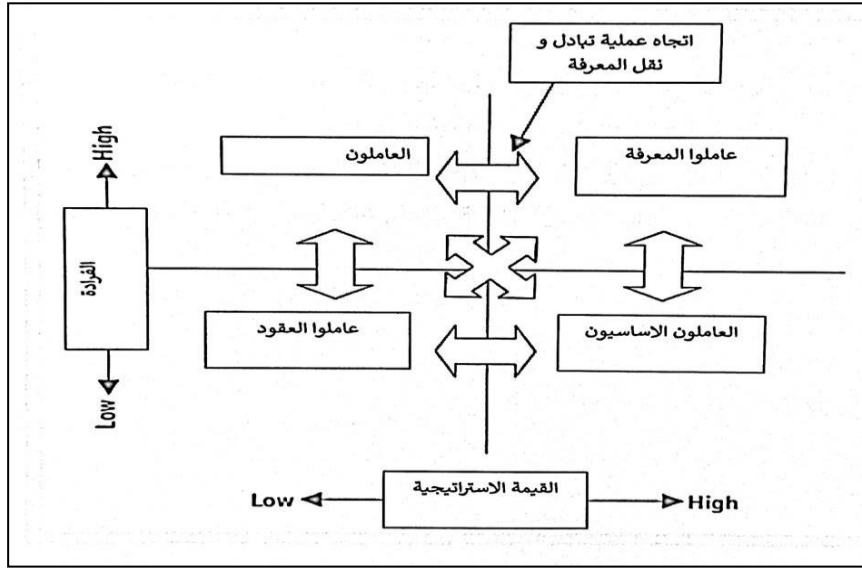 اتجاه عملية تبادل و
نقل المعرفة
العاملون
عاملوا المعرفة
High
الفرادة
Low
عاملوا العقود
العاملون الاساسيون
القيمة الاستراتيجية
Low
High